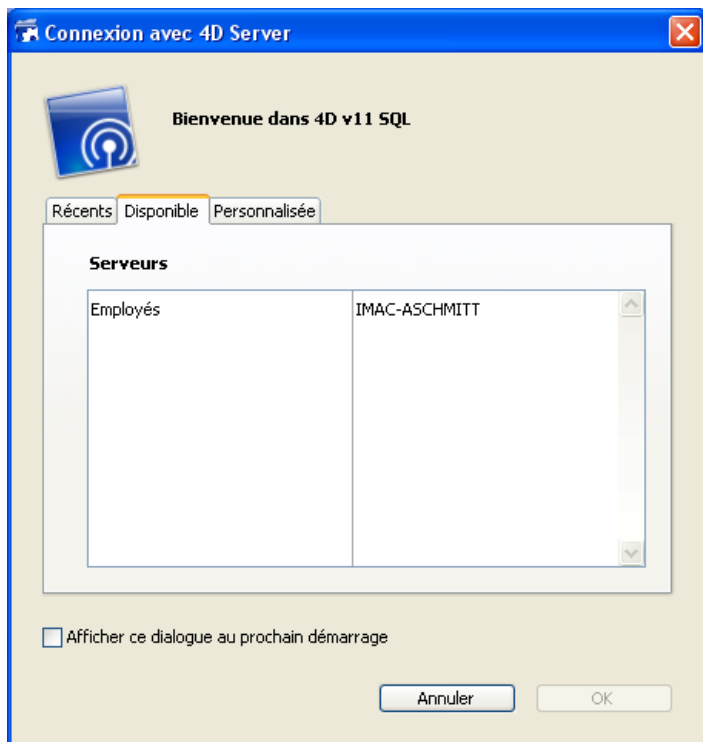 Connexion avec 4D Server
Bienvenue dans 4D v11 SQL
Récents Disponible Personnalisée
Serveurs
Employés IMAC-ASCHMITT
Afficher ce dialogue au prochain démarrage
Annuler OK